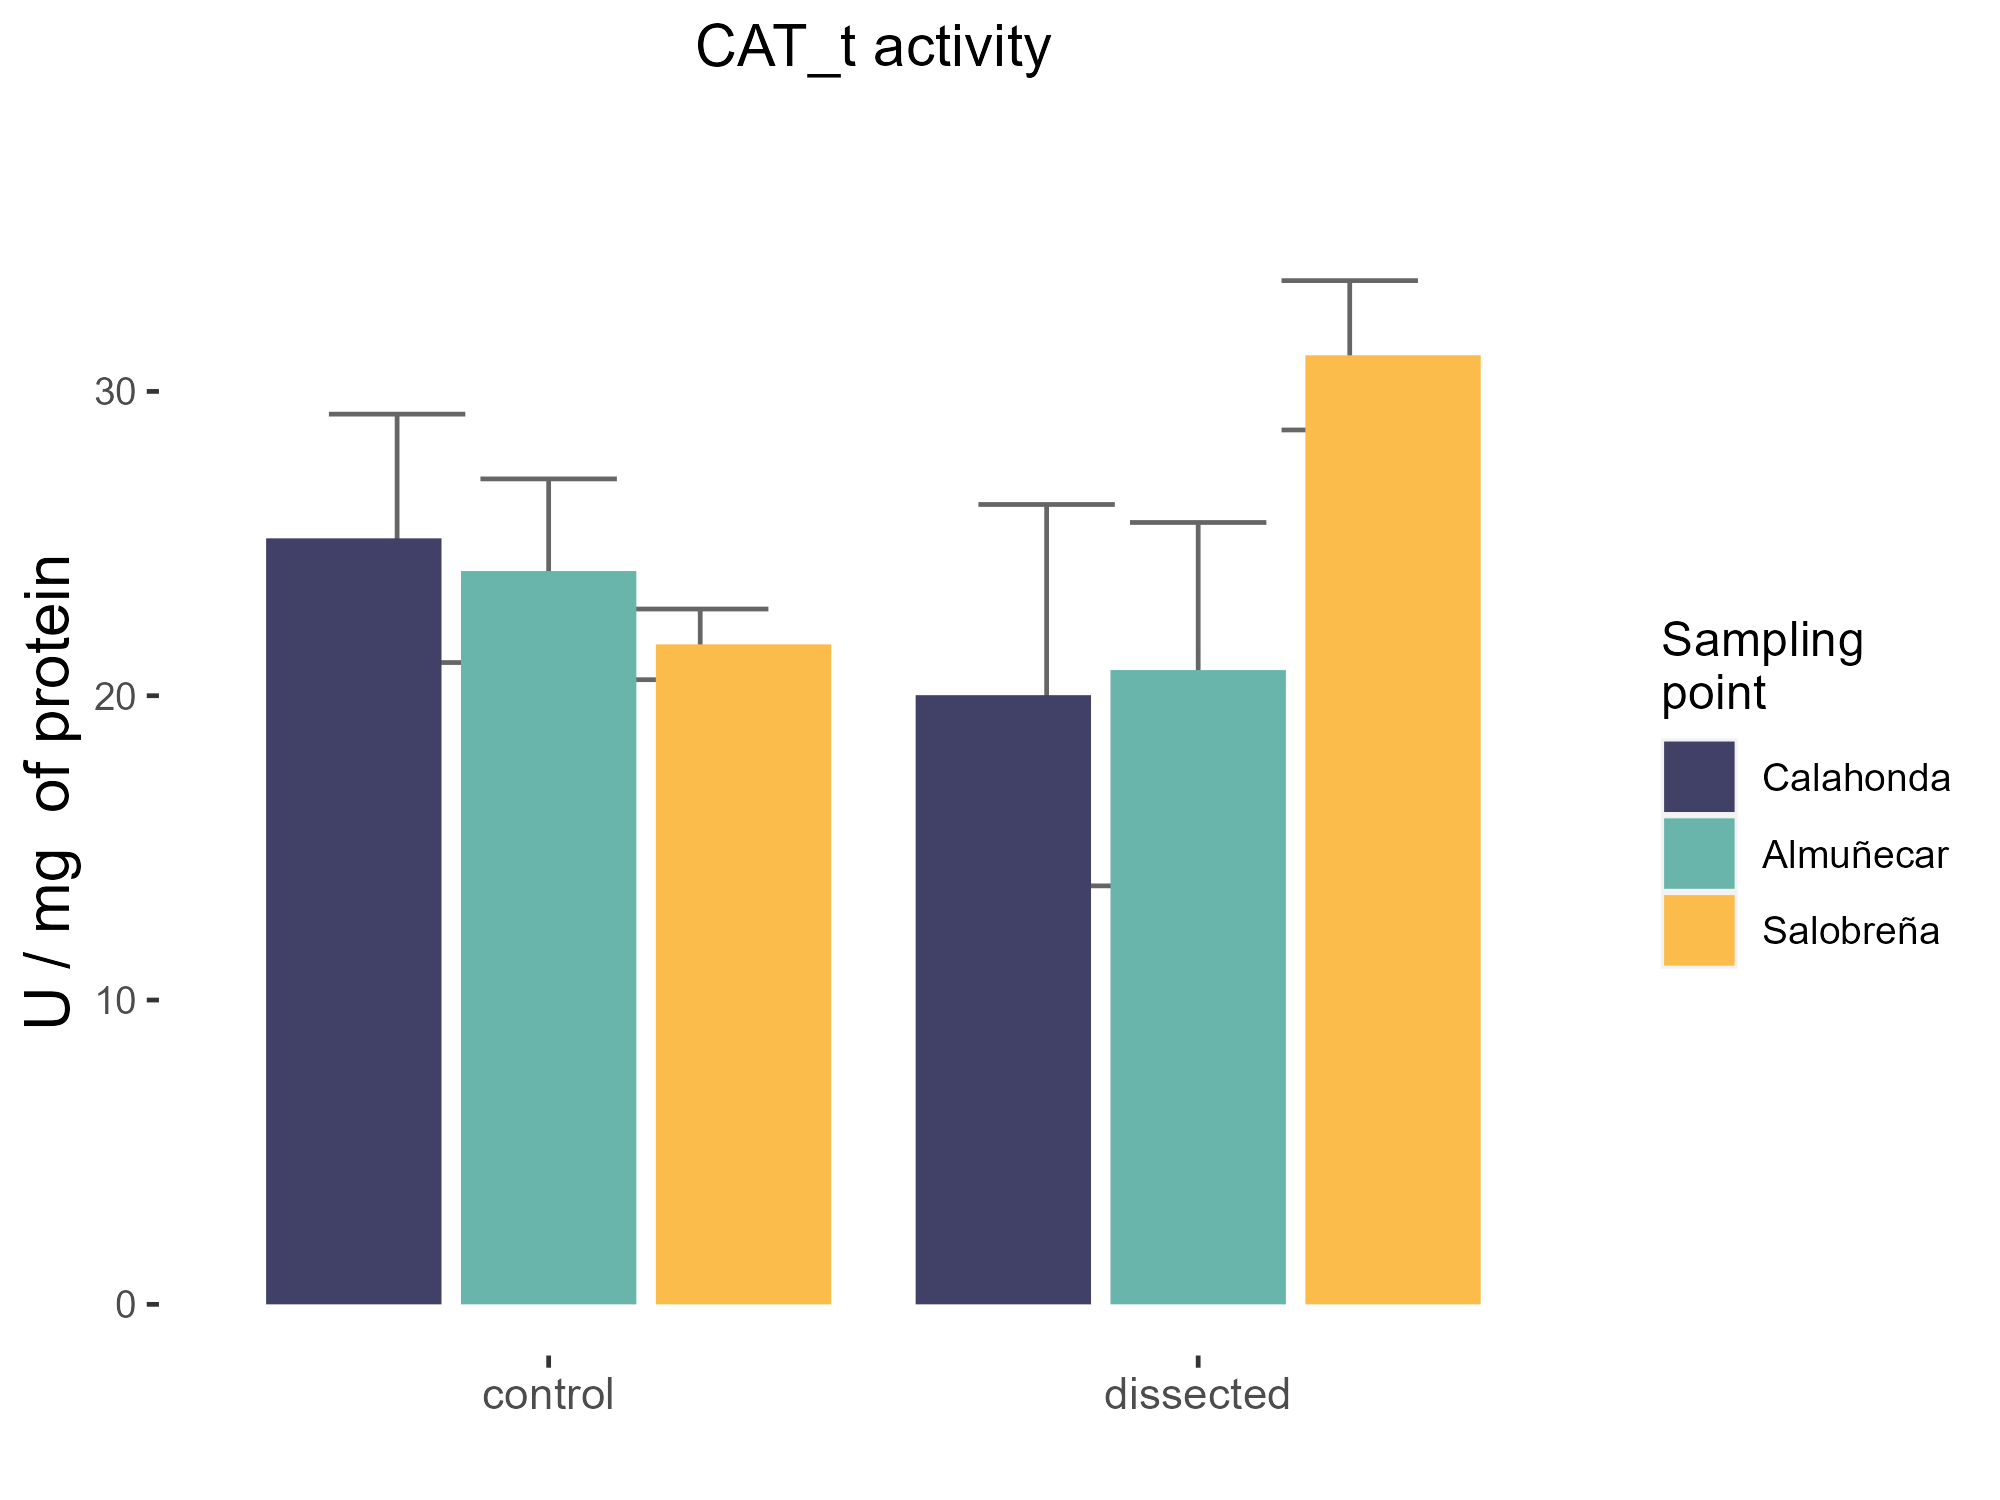 CAT_t activity
U / mg  of protein
30
20
10
0
control
dissected
Sampling
point
Calahonda
Almuñecar
Salobreña